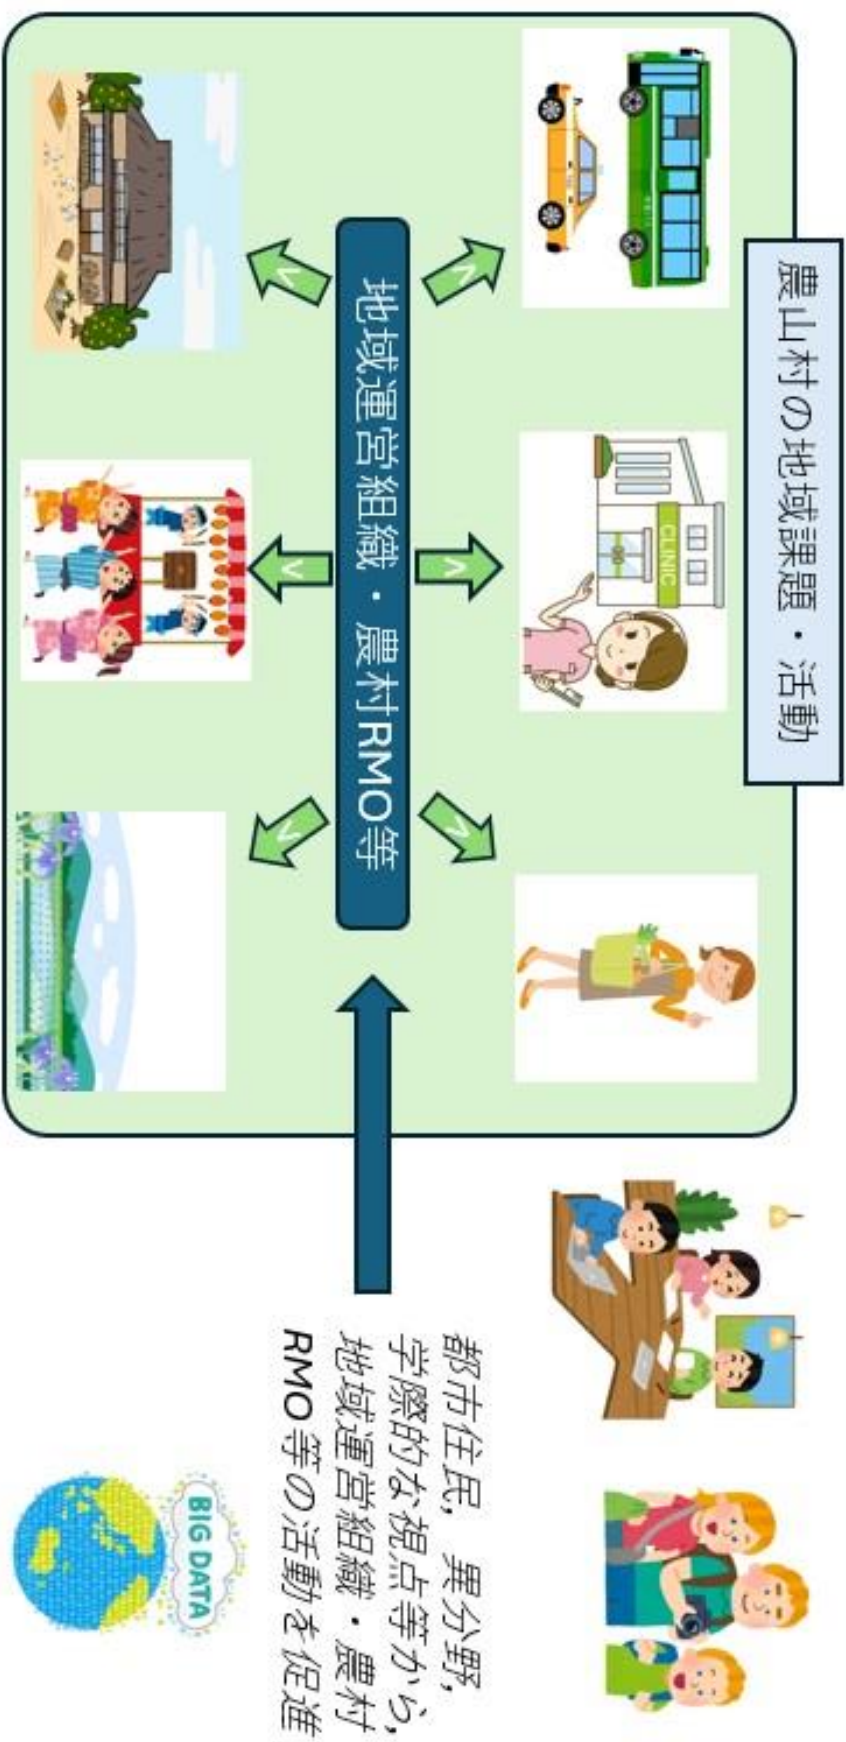 農山村の地域課題・活動
CLINIC
地域運営組織・農村RMO等
都市住民，異分野，
学際的な視点等から，
地域運営組織・農村
RMO等の活動を促進
BIG DATA